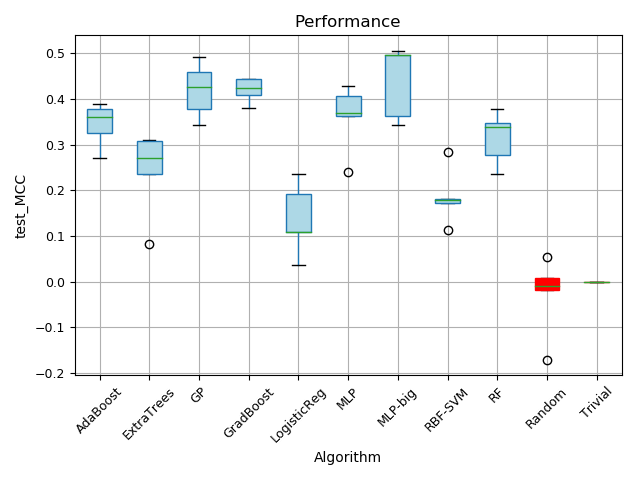 Performance
test_MCC
0.5
0.4
0.3
0.2
0.1
0.0
−0.1
−0.2
AdaBoost
ExtraTrees
GP
GradBoost
LogisticReg
MLP
MLP-big
RBF-SVM
RF
Random
Trivial
Algorithm